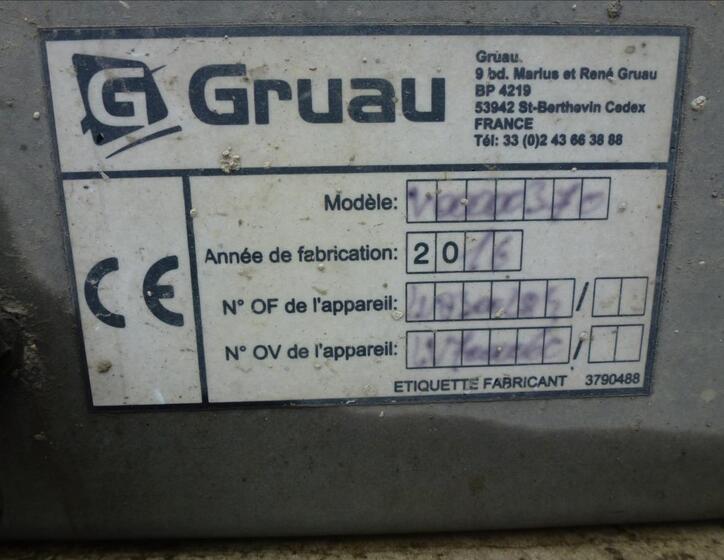 G Gruau
Gruau
9 bd. Marius et René Gruau
BP 4219
53942 St-Berthevin Cedex
FRANCE
Tél: 33 (0)2 43 66 38 88
CE
Modèle:
Année de fabrication: 2016
N° OF de l'appareil: /
N° OV de l'appareil: /
ETIQUETTE FABRICANT 3790488